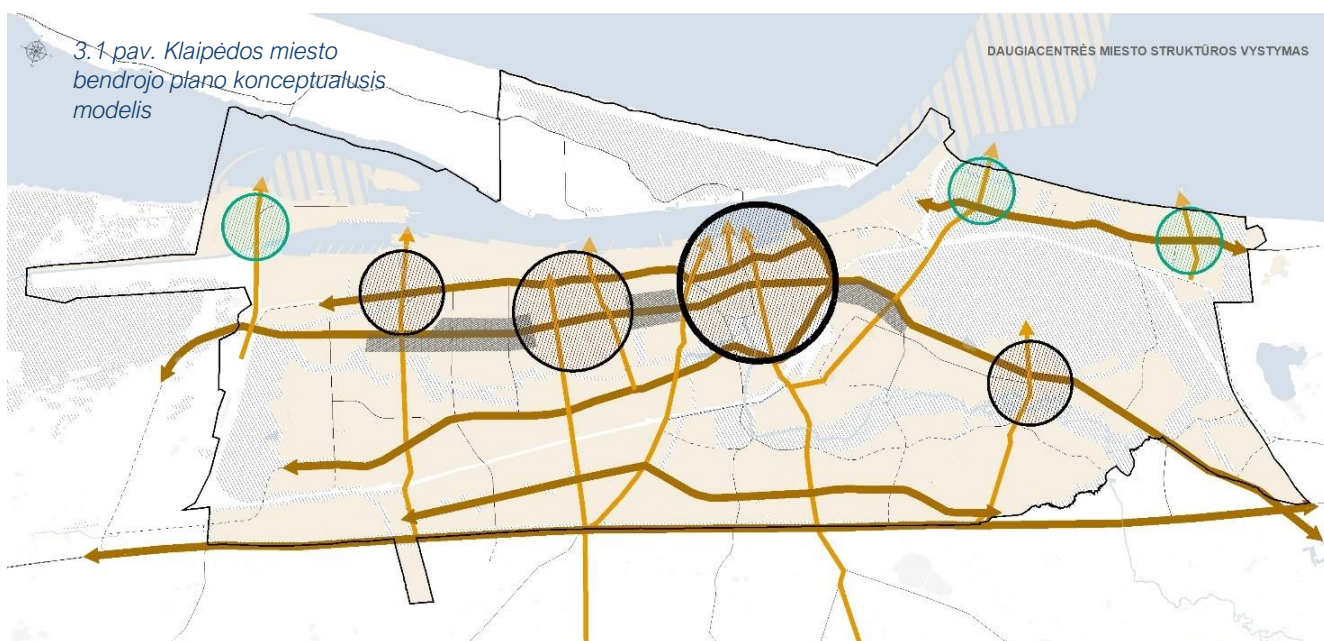 3.1 pav. Klaipėdos miesto
bendrojo plano konceptualusis
modelis
DAUGIACENTRĖS MIESTO STRUKTŪROS VYSTYMAS